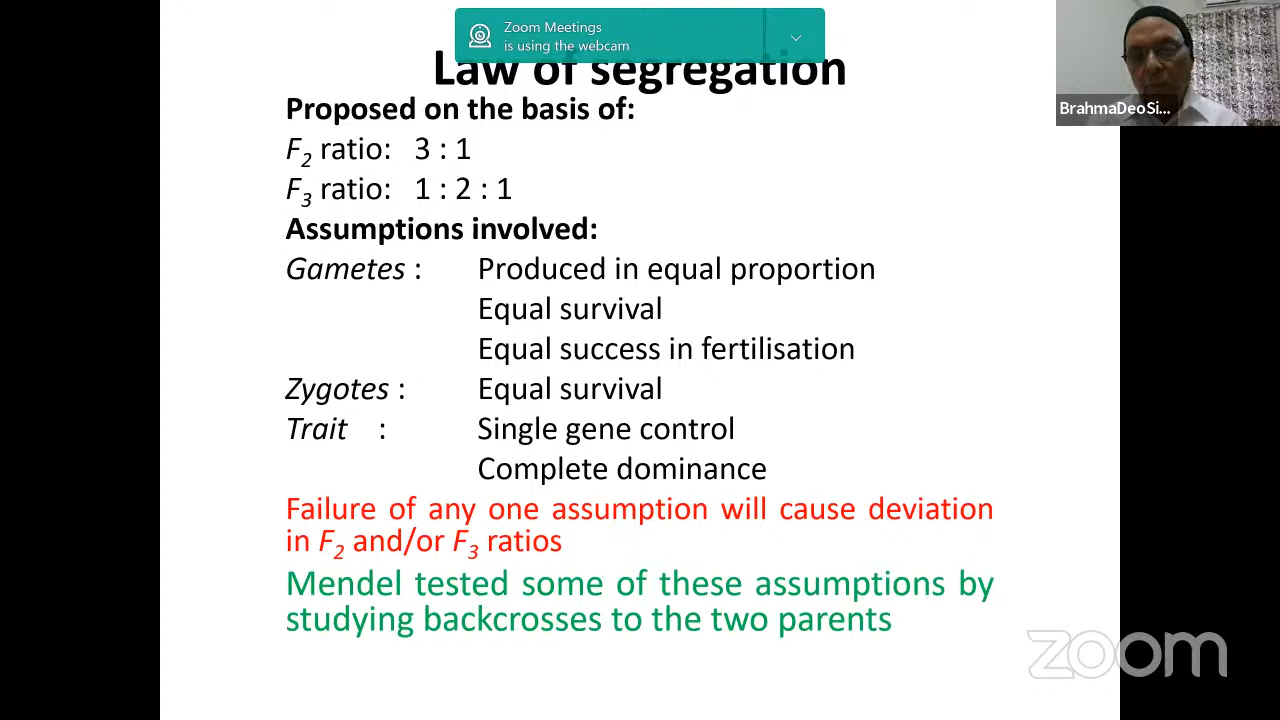 Zoom Meetings
is using the webcam
Law of segregation
BrahmaDeoSi...
Proposed on the basis of:
F2 ratio: 3 : 1
F3 ratio: 1 : 2 : 1
Assumptions involved:
Gametes : Produced in equal proportion
Equal survival
Equal success in fertilisation
Zygotes : Equal survival
Trait : Single gene control
Complete dominance
Failure of any one assumption will cause deviation
in F2 and/or F3 ratios
Mendel tested some of these assumptions by
studying backcrosses to the two parents
zoom